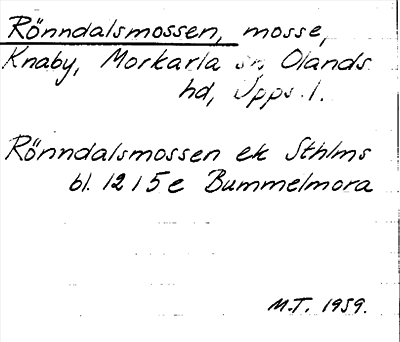 Rönndalsmossen, mosse,
Knaby, Morkarla sn, Olands
hd, Upps. l.
Rönndalsmossen ek Sthlms
bl. 12 I 5 e Bummelmora
M.T. 1959.